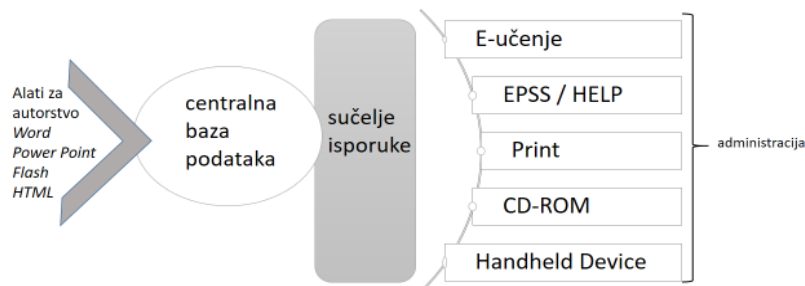 Alati za
autorstvo
Word
Power Point
Flash
HTML
centralna
baza
podataka
sučelje
isporuke
E-učenje
EPSS / HELP
Print
CD-ROM
Handheld Device
administracija